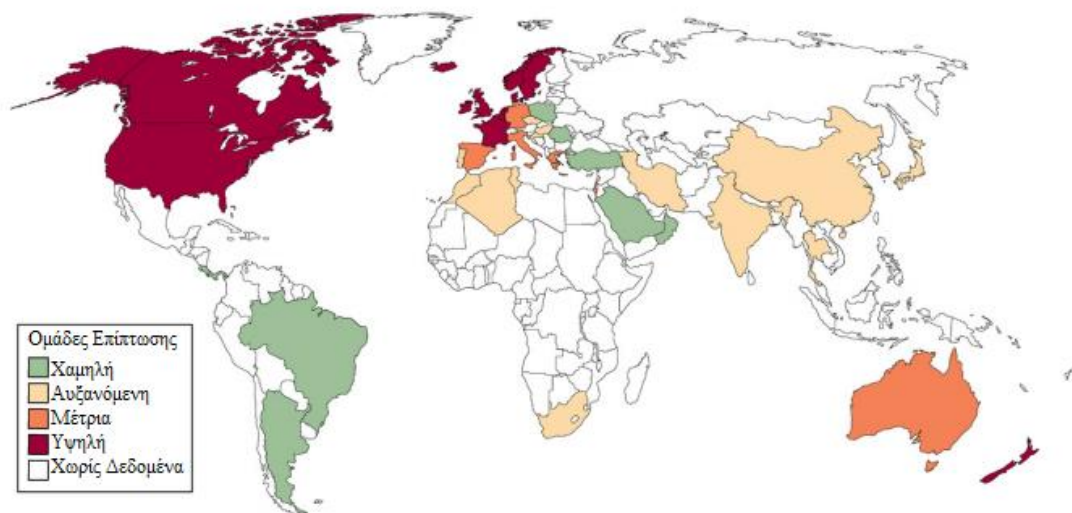 Ομάδες Επίπτωσης
Χαμηλή
Αυξανόμενη
Μέτρια
Υψηλή
Χωρίς Δεδομένα